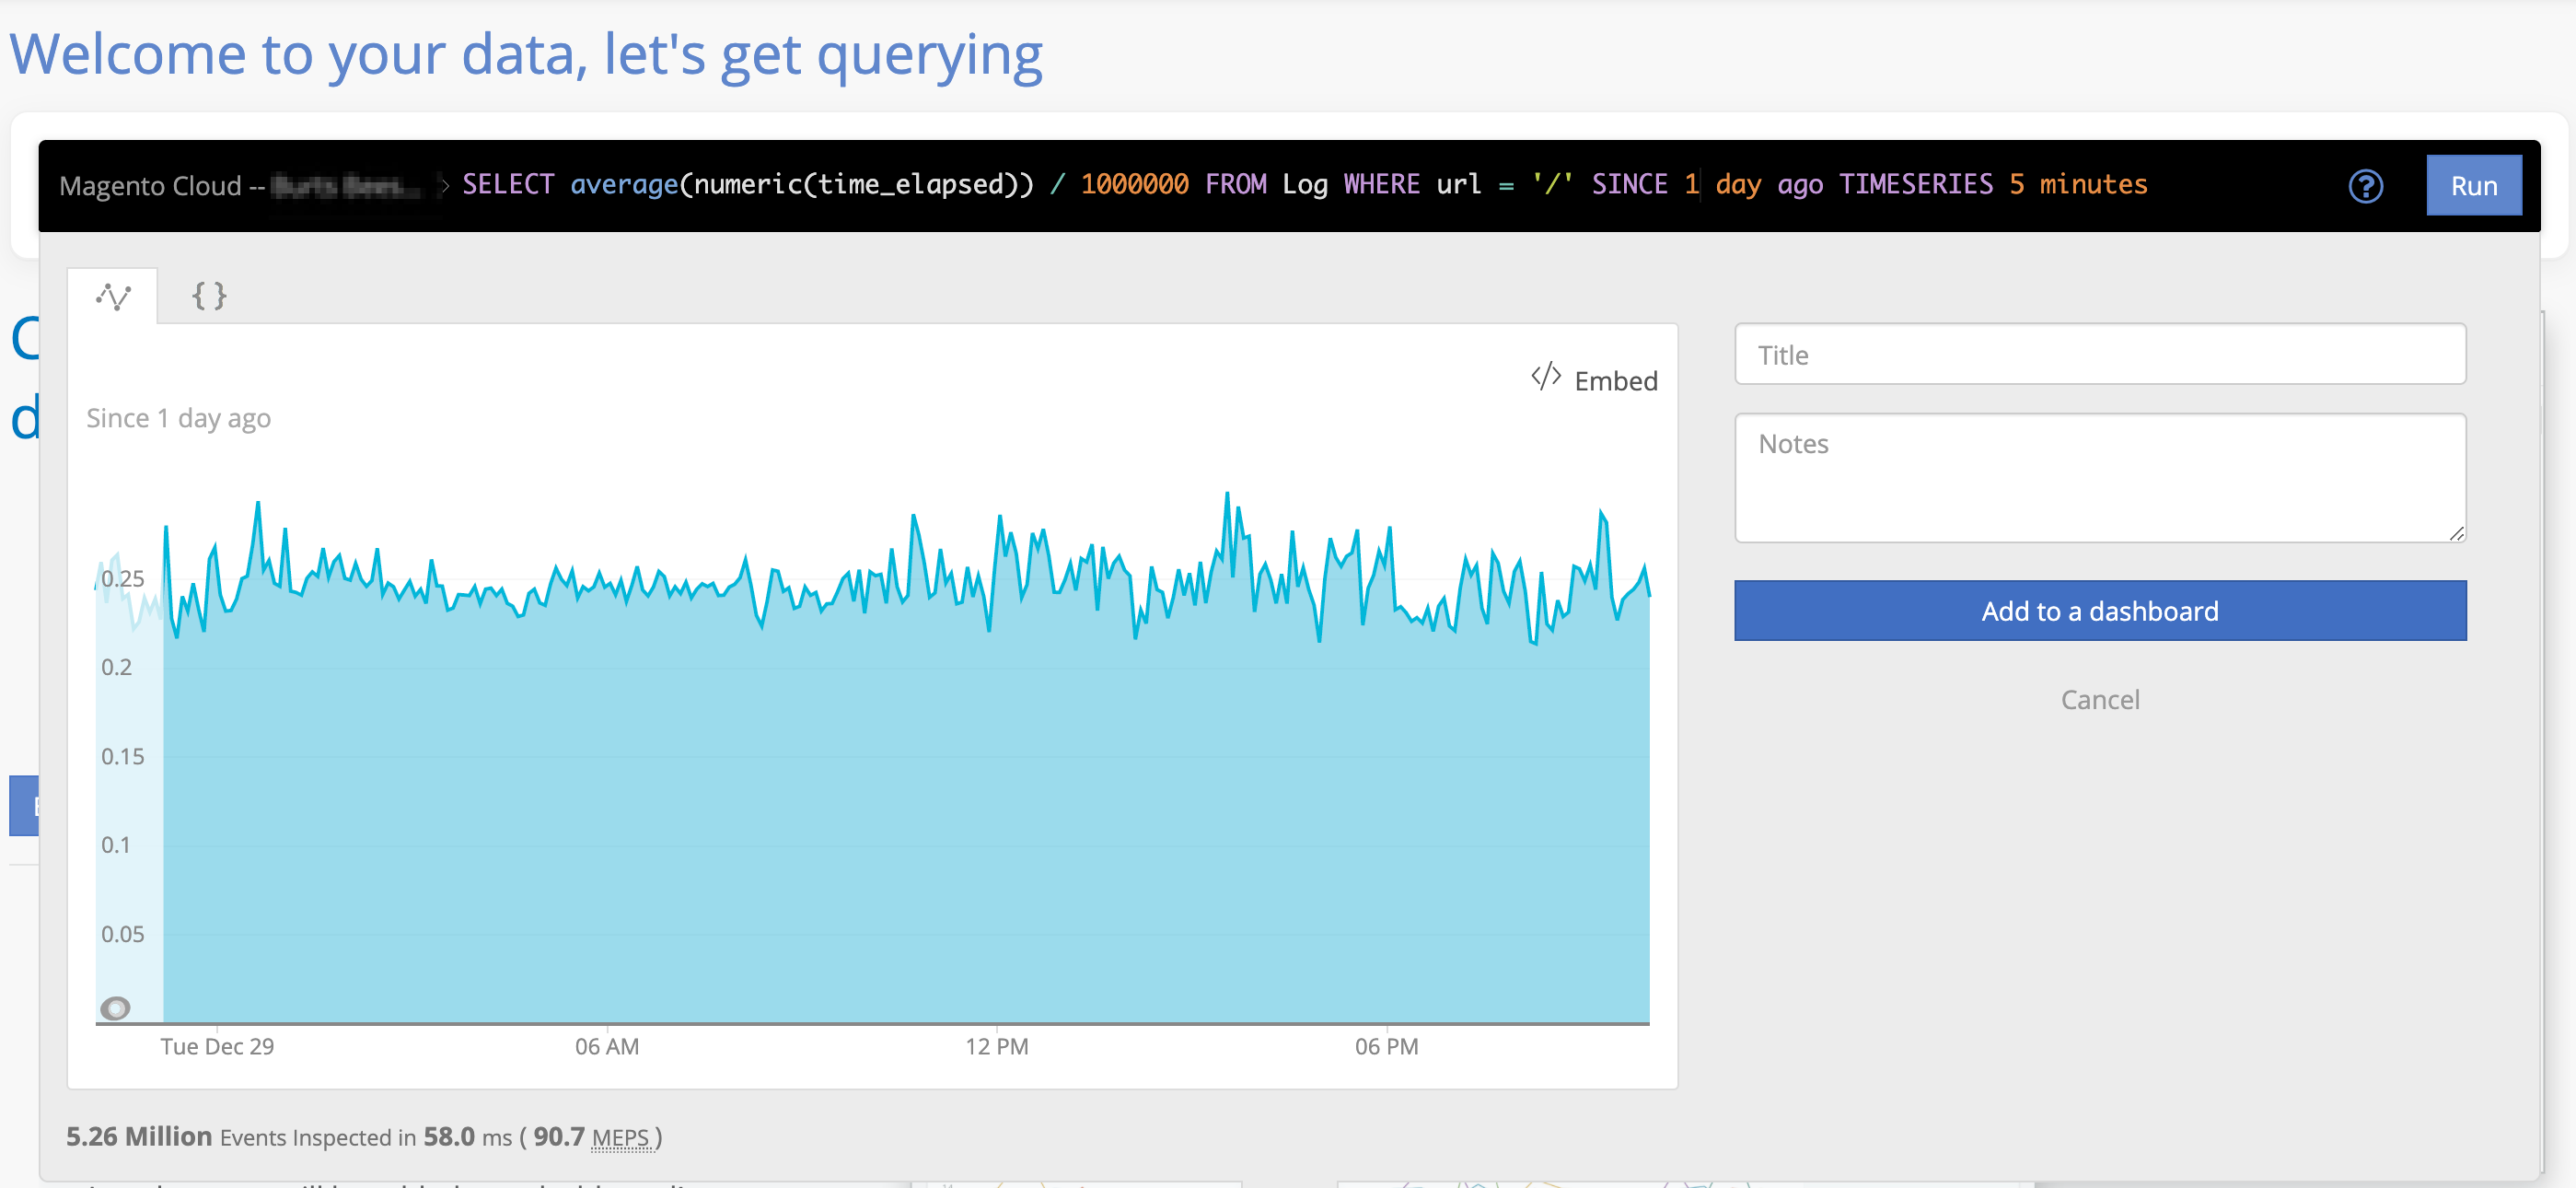 Welcome to your data, let's get querying
Magento Cloud -- > SELECT average(numeric(time_elapsed)) / 1000000 FROM Log WHERE url = '/' SINCE 1 day ago TIMESERIES 5 minutes
?
Run
{ }
</> Embed
Since 1 day ago
0.25
0.2
0.15
0.1
0.05
Tue Dec 29
06 AM
12 PM
06 PM
Title
Notes
Add to a dashboard
Cancel
5.26 Million Events Inspected in 58.0 ms ( 90.7 MEPS )